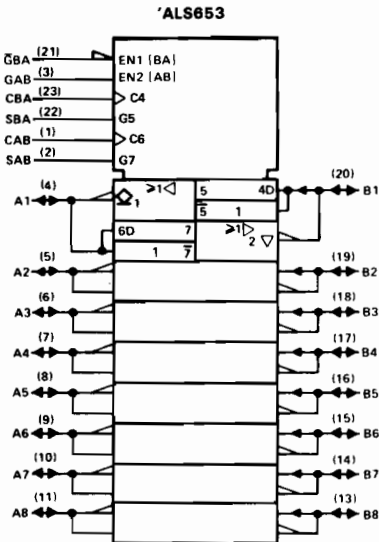 'ALS653
G̅BA (21) EN1 [BA]
GAB (3) EN2 [AB]
CBA (23) C4
SBA (22) G5
CAB (1) C6
SAB (2) G7
A1 (4) 1 ≥1 5 4D (20) B1
5̅ 1
6D 7 ≥1
1 7̅ 2
A2 (5) (19) B2
A3 (6) (18) B3
A4 (7) (17) B4
A5 (8) (16) B5
A6 (9) (15) B6
A7 (10) (14) B7
A8 (11) (13) B8